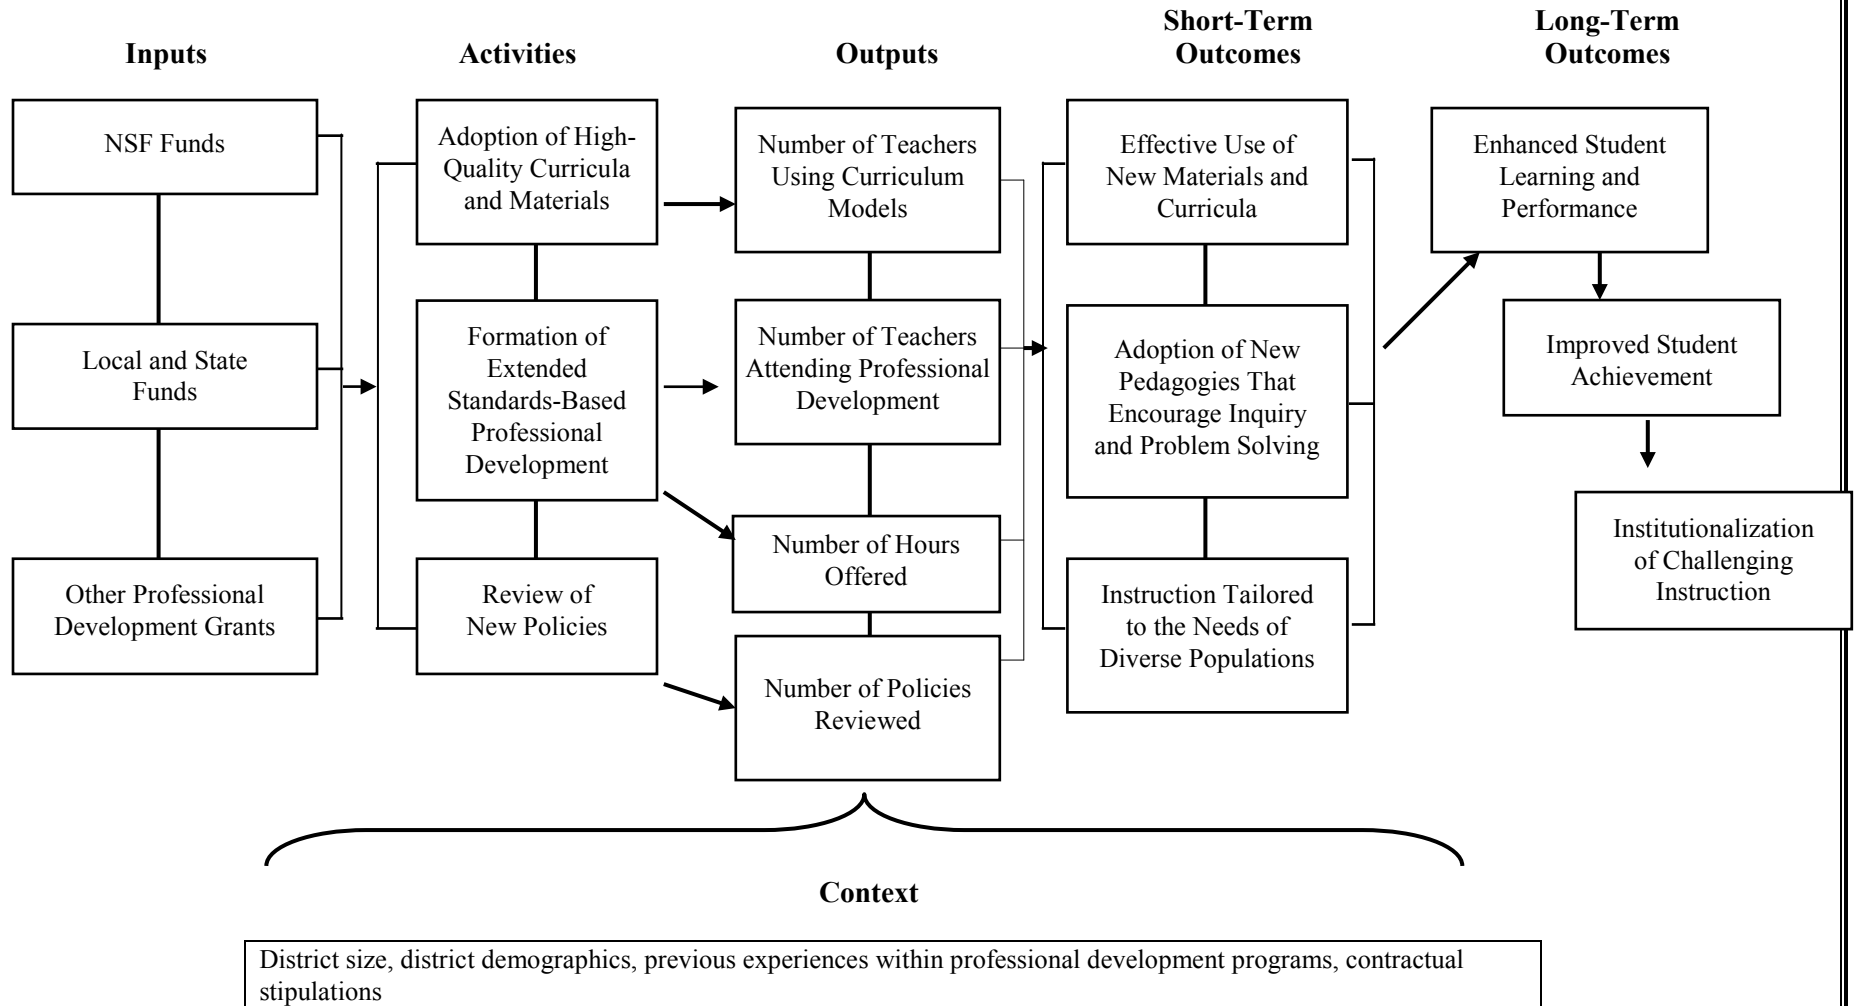 Inputs
Activities
Outputs
Short-Term
Outcomes
Long-Term
Outcomes
NSF Funds
Local and State
Funds
Other Professional
Development Grants
Adoption of High-
Quality Curricula
and Materials
Formation of
Extended
Standards-Based
Professional
Development
Review of
New Policies
Number of Teachers
Using Curriculum
Models
Number of Teachers
Attending Professional
Development
Number of Hours
Offered
Number of Policies
Reviewed
Effective Use of
New Materials and
Curricula
Adoption of New
Pedagogies That
Encourage Inquiry
and Problem Solving
Instruction Tailored
to the Needs of
Diverse Populations
Enhanced Student
Learning and
Performance
Improved Student
Achievement
Institutionalization
of Challenging
Instruction
Context
District size, district demographics, previous experiences within professional development programs, contractual
stipulations